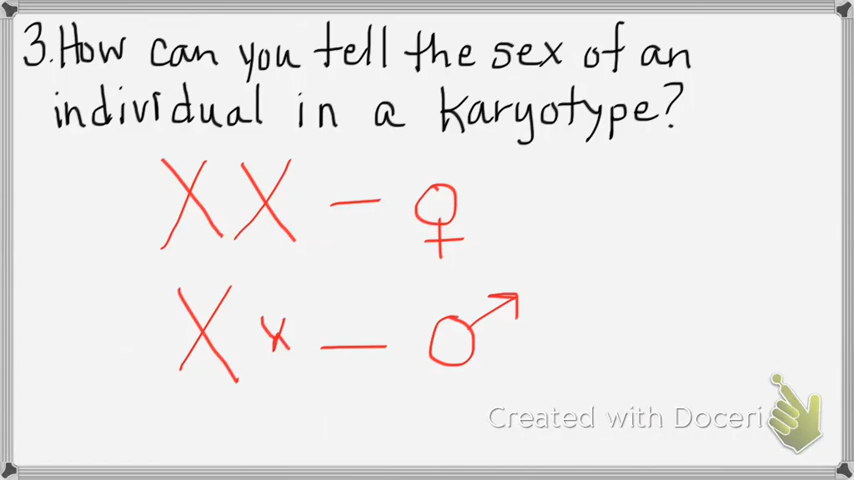 3. How can you tell the sex of an
individual in a karyotype?
XX - ♀
Xx - ♂
Created with Doceri